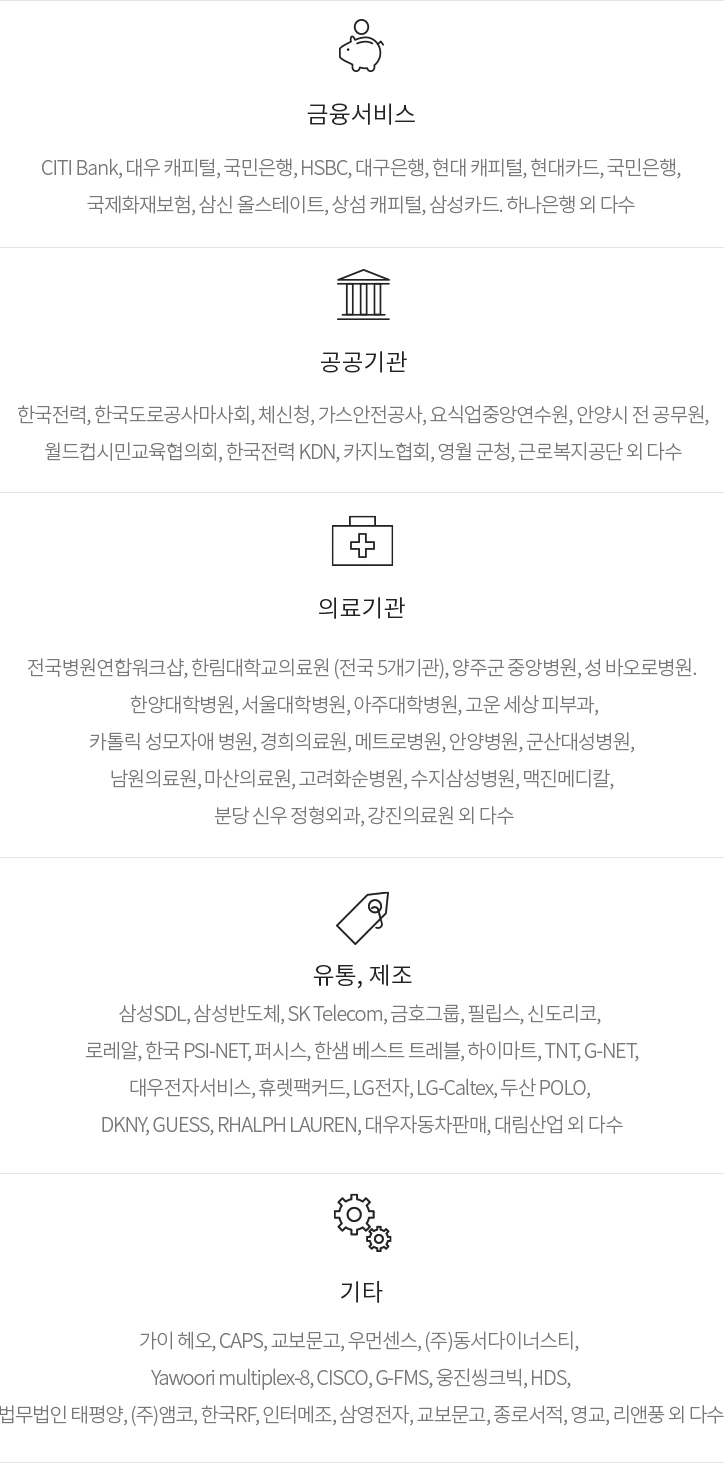 금융서비스
CITI Bank, 대우 캐피털, 국민은행, HSBC, 대구은행, 현대 캐피털, 현대카드, 국민은행,
국제화재보험, 삼신 올스테이트, 상섬 캐피털, 삼성카드. 하나은행 외 다수
공공기관
한국전력, 한국도로공사마사회, 체신청, 가스안전공사, 요식업중앙연수원, 안양시 전 공무원,
월드컵시민교육협의회, 한국전력 KDN, 카지노협회, 영월 군청, 근로복지공단 외 다수
의료기관
전국병원연합워크샵, 한림대학교의료원 (전국 5개기관), 양주군 중앙병원, 성 바오로병원.
한양대학병원, 서울대학병원, 아주대학병원, 고운 세상 피부과,
카톨릭 성모자애 병원, 경희의료원, 메트로병원, 안양병원, 군산대성병원,
남원의료원, 마산의료원, 고려화순병원, 수지삼성병원, 맥진메디칼,
분당 신우 정형외과, 강진의료원 외 다수
유통, 제조
삼성SDL, 삼성반도체, SK Telecom, 금호그룹, 필립스, 신도리코,
로레알, 한국 PSI-NET, 퍼시스, 한샘 베스트 트레블, 하이마트, TNT, G-NET,
대우전자서비스, 휴렛팩커드, LG전자, LG-Caltex, 두산 POLO,
DKNY, GUESS, RHALPH LAUREN, 대우자동차판매, 대림산업 외 다수
기타
가이 헤오, CAPS, 교보문고, 우먼센스, (주)동서다이너스티,
Yawoori multiplex-8, CISCO, G-FMS, 웅진씽크빅, HDS,
법무법인 태평양, (주)앰코, 한국RF, 인터메조, 삼영전자, 교보문고, 종로서적, 영교, 리앤풍 외 다수